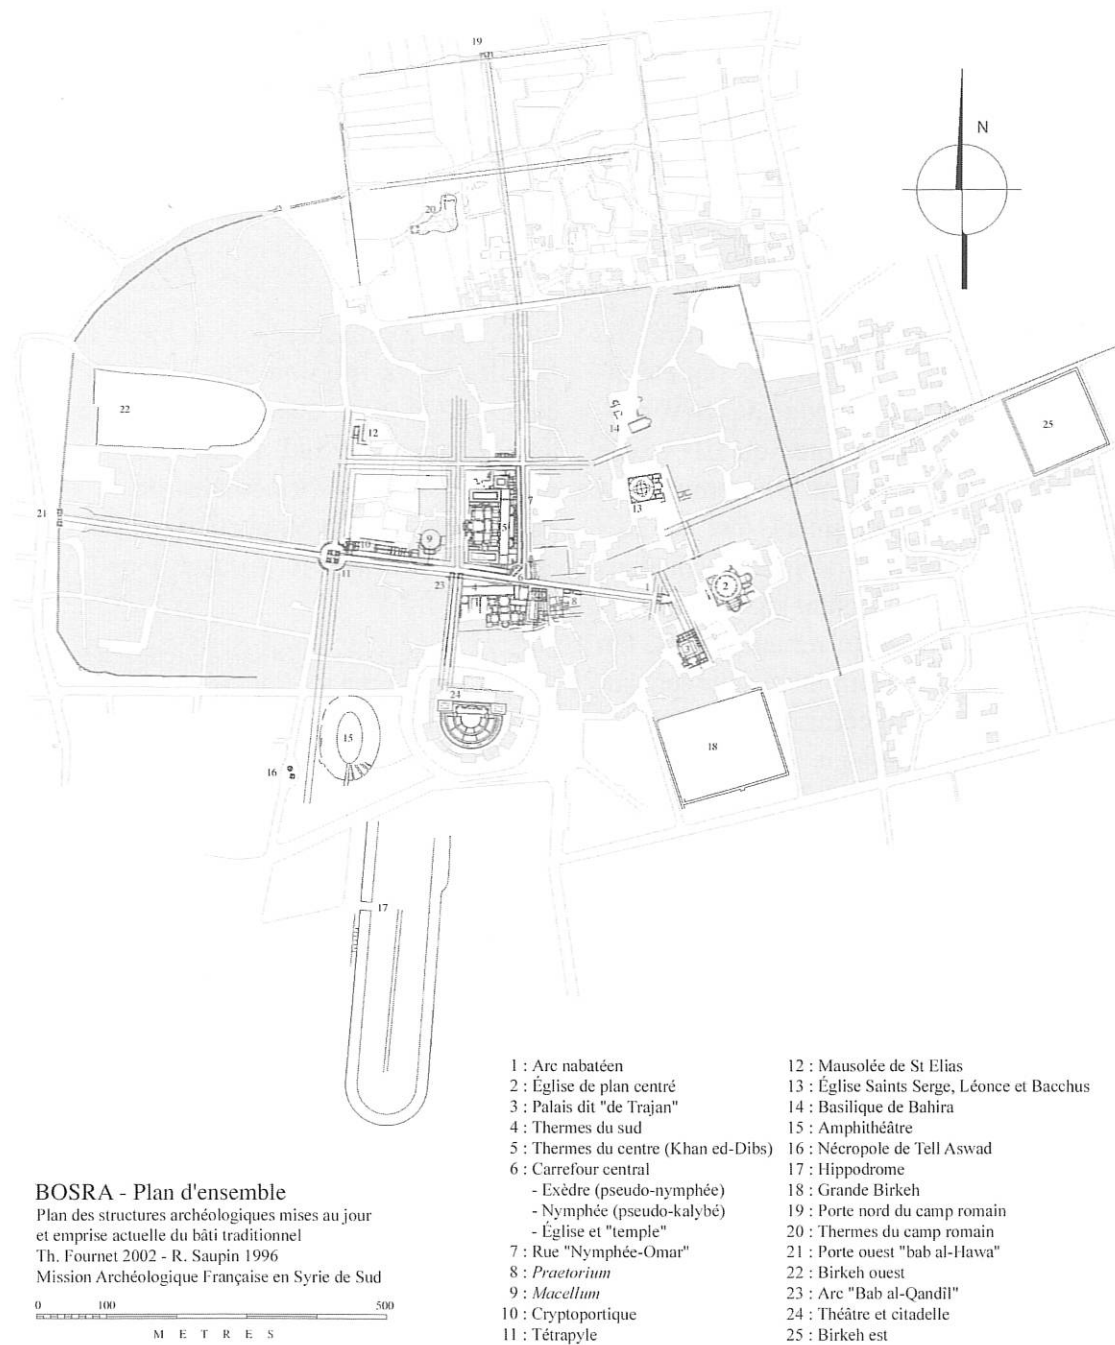 19
N
20
22
12
14
25
13
7
21
5
9
10
11
6
23
4
8
1
2
3
24
15
18
16
17
BOSRA - Plan d'ensemble
Plan des structures archéologiques mises au jour
et emprise actuelle du bâti traditionnel
Th. Fournet 2002 - R. Saupin 1996
Mission Archéologique Française en Syrie de Sud
0 100 500
M E T R E S
1 : Arc nabatéen
2 : Église de plan centré
3 : Palais dit "de Trajan"
4 : Thermes du sud
5 : Thermes du centre (Khan ed-Dibs)
6 : Carrefour central
- Exèdre (pseudo-nymphée)
- Nymphée (pseudo-kalybé)
- Église et "temple"
7 : Rue "Nymphée-Omar"
8 : Praetorium
9 : Macellum
10 : Cryptoportique
11 : Tétrapyle
12 : Mausolée de St Elias
13 : Église Saints Serge, Léonce et Bacchus
14 : Basilique de Bahira
15 : Amphithéâtre
16 : Nécropole de Tell Aswad
17 : Hippodrome
18 : Grande Birkeh
19 : Porte nord du camp romain
20 : Thermes du camp romain
21 : Porte ouest "bab al-Hawa"
22 : Birkeh ouest
23 : Arc "Bab al-Qandîl"
24 : Théâtre et citadelle
25 : Birkeh est